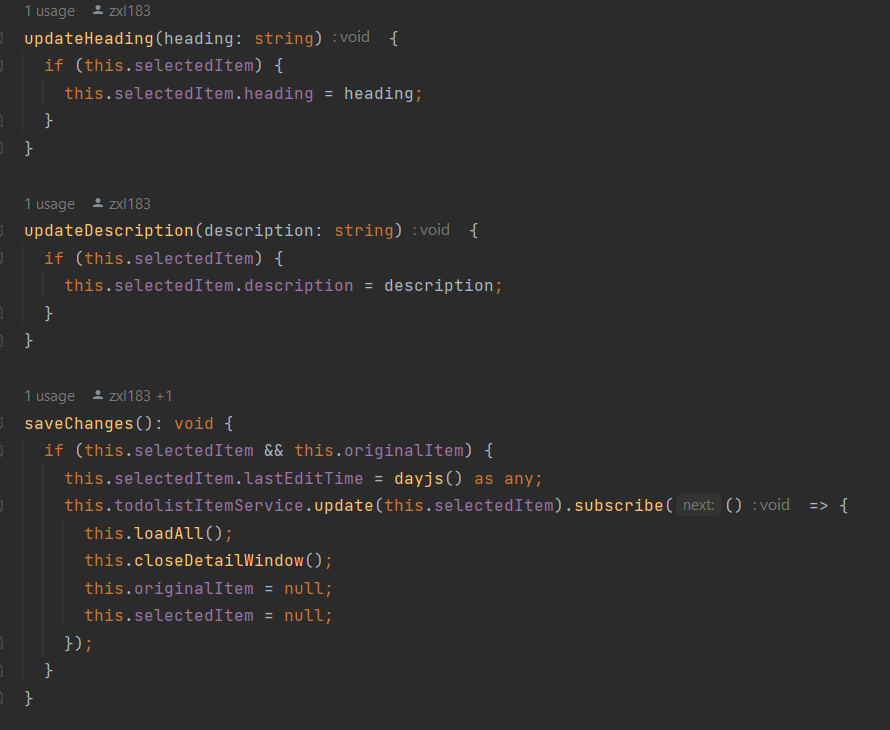 1 usage zxl183
updateHeading(heading: string) : void {
if (this.selectedItem) {
this.selectedItem.heading = heading;
}
}
1 usage zxl183
updateDescription(description: string) : void {
if (this.selectedItem) {
this.selectedItem.description = description;
}
}
1 usage zxl183 +1
saveChanges(): void {
if (this.selectedItem && this.originalItem) {
this.selectedItem.lastEditTime = dayjs() as any;
this.todolistItemService.update(this.selectedItem).subscribe( next: () : void => {
this.loadAll();
this.closeDetailWindow();
this.originalItem = null;
this.selectedItem = null;
});
}
}